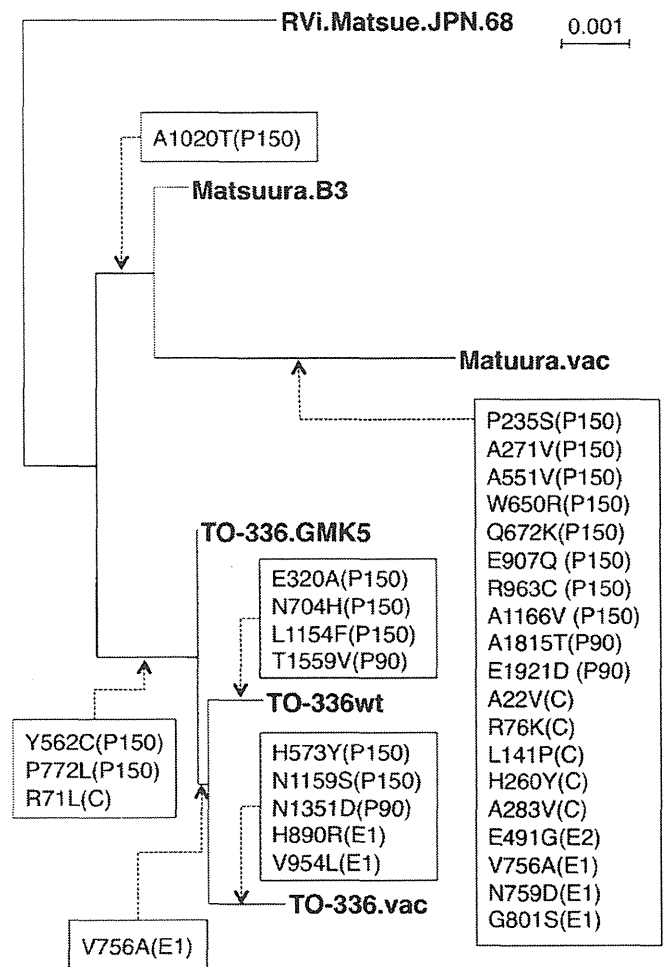 RVi.Matsue.JPN.68
0.001
A1020T(P150)
Matsuura.B3
Matuura.vac
P235S(P150)
A271V(P150)
A551V(P150)
W650R(P150)
Q672K(P150)
E907Q (P150)
R963C (P150)
A1166V (P150)
A1815T(P90)
E1921D (P90)
A22V(C)
R76K(C)
L141P(C)
H260Y(C)
A283V(C)
E491G(E2)
V756A(E1)
N759D(E1)
G801S(E1)
TO-336.GMK5
E320A(P150)
N704H(P150)
L1154F(P150)
T1559V(P90)
TO-336wt
Y562C(P150)
P772L(P150)
R71L(C)
H573Y(P150)
N1159S(P150)
N1351D(P90)
H890R(E1)
V954L(E1)
TO-336.vac
V756A(E1)